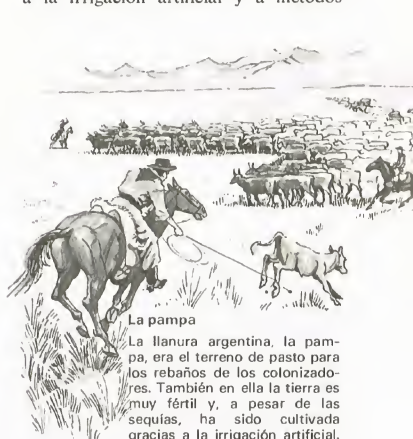 a la irrigación artificial y a métodos
La pampa
La llanura argentina, la pam-
pa, era el terreno de pasto para
los rebaños de los colonizado-
res. También en ella la tierra es
muy fértil y, a pesar de las
sequías, ha sido cultivada
gracias a la irrigación artificial.